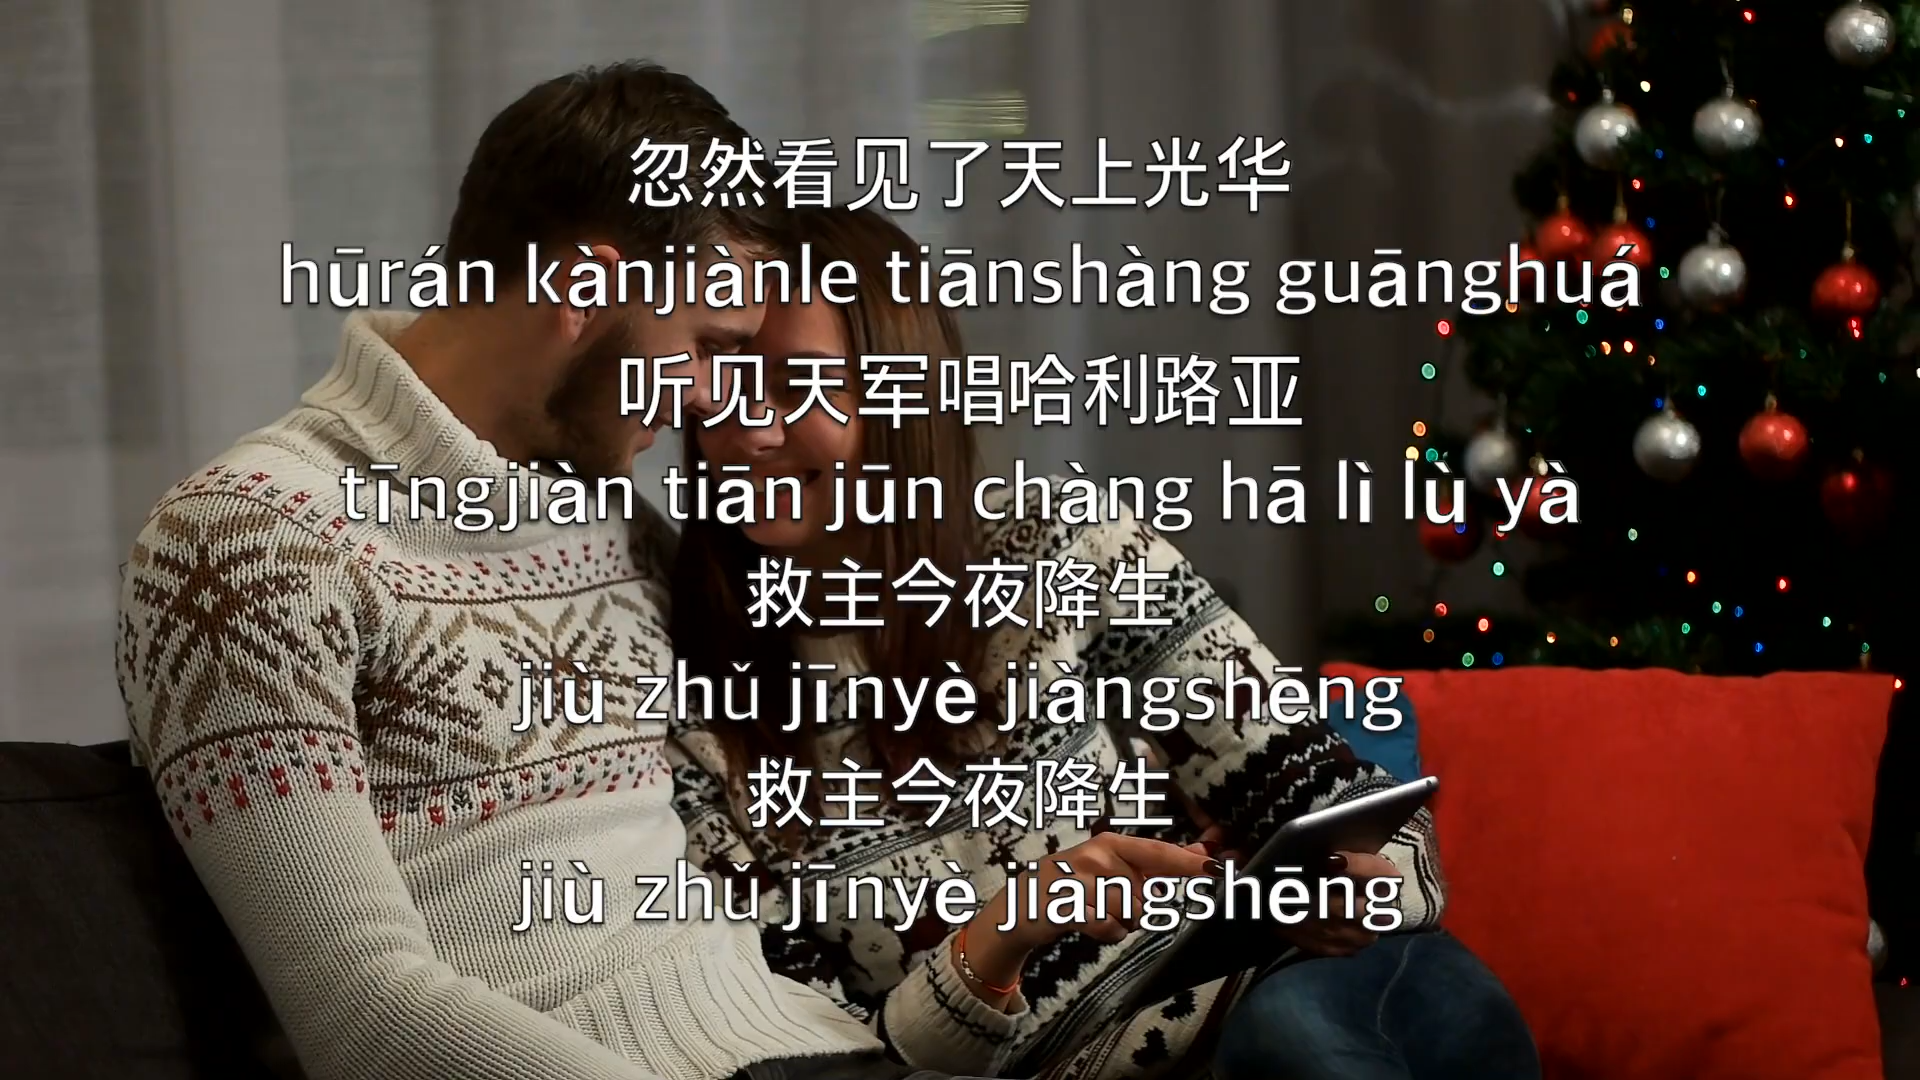 忽然看见了天上光华
hūrán kànjiànle tiānshàng guānghuá
听见天军唱哈利路亚
tīngjiàn tiān jūn chàng hā lì lù yà
救主今夜降生
jiù zhǔ jīnyè jiàngshēng
救主今夜降生
jiù zhǔ jīnyè jiàngshēng